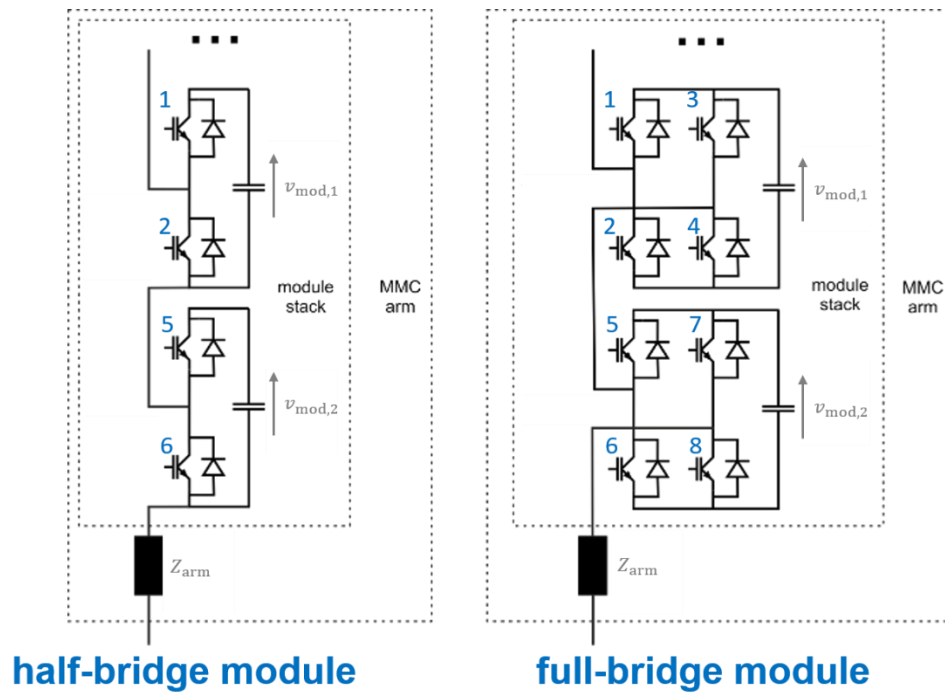 1
v_mod,1
2
module
stack
MMC
arm
5
v_mod,2
6
Z_arm
half-bridge module
1 3
v_mod,1
2 4
module
stack
MMC
arm
5 7
v_mod,2
6 8
Z_arm
full-bridge module